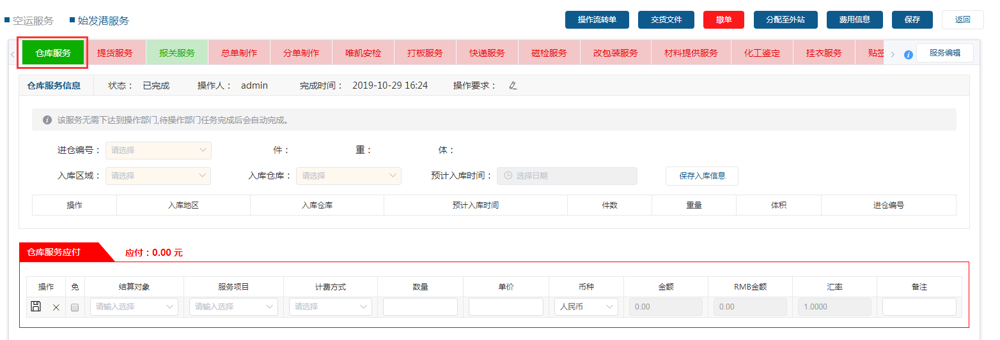 空运服务 始发港服务 操作流转单 交货文件 撤单 分配至外站 费用信息 保存 返回
仓库服务 提货服务 报关服务 总单制作 分单制作 唯凯安检 打板服务 快递服务 磁检服务 改包装服务 材料提供服务 化工鉴定 挂衣服务 贴签 服务编辑
仓库服务信息 状态： 已完成 操作人： admin 完成时间： 2019-10-29 16:24 操作要求：
该服务无需下达到操作部门,待操作部门任务完成后会自动完成。
进仓编号： 请选择 件： 重： 体：
入库区域： 请选择 入库仓库： 请选择 预计入库时间： 选择日期 保存入库信息
操作 入库地区 入库仓库 预计入库时间 件数 重量 体积 进仓编号
仓库服务应付 应付：0.00 元
操作 免 结算对象 服务项目 计费方式 数量 单价 币种 金额 RMB金额 汇率 备注
请输入选择 请输入选择 请选择 人民币 0.00 0.00 1.0000